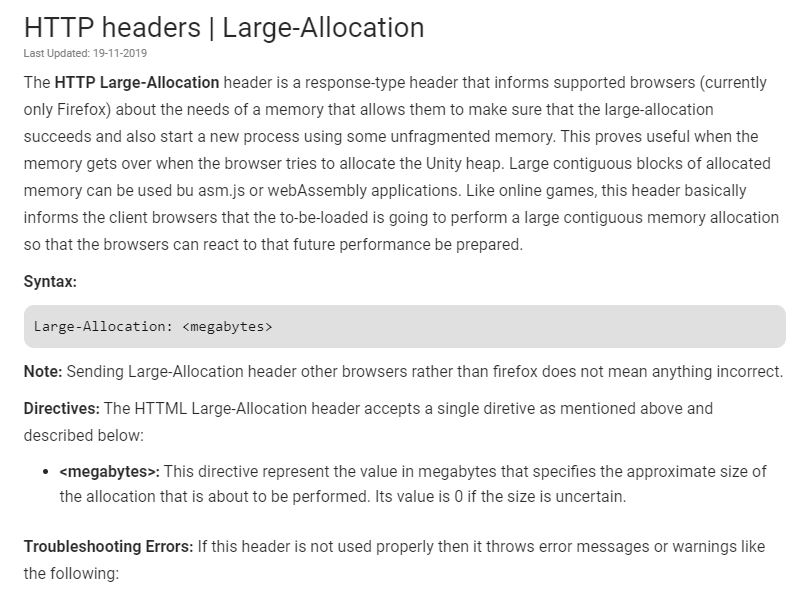 HTTP headers | Large-Allocation
Last Updated: 19-11-2019
The HTTP Large-Allocation header is a response-type header that informs supported browsers (currently
only Firefox) about the needs of a memory that allows them to make sure that the large-allocation
succeeds and also start a new process using some unfragmented memory. This proves useful when the
memory gets over when the browser tries to allocate the Unity heap. Large contiguous blocks of allocated
memory can be used bu asm.js or webAssembly applications. Like online games, this header basically
informs the client browsers that the to-be-loaded is going to perform a large contiguous memory allocation
so that the browsers can react to that future performance be prepared.
Syntax:
Large-Allocation: <megabytes>
Note: Sending Large-Allocation header other browsers rather than firefox does not mean anything incorrect.
Directives: The HTTML Large-Allocation header accepts a single diretive as mentioned above and
described below:
• <megabytes>: This directive represent the value in megabytes that specifies the approximate size of
the allocation that is about to be performed. Its value is 0 if the size is uncertain.
Troubleshooting Errors: If this header is not used properly then it throws error messages or warnings like
the following: